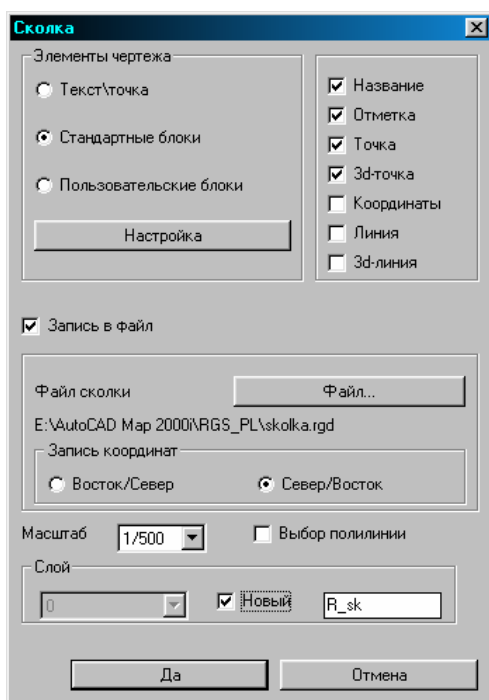 Сколка
Элементы чертежа
Текст\точка
Стандартные блоки
Пользовательские блоки
Настройка
Название
Отметка
Точка
3d-точка
Координаты
Линия
3d-линия
Запись в файл
Файл сколки
Файл...
E:\AutoCAD Map 2000i\RGS_PL\skolka.rgd
Запись координат
Восток/Север
Север/Восток
Масштаб
1/500
Выбор полилинии
Слой
0
Новый
R_sk
Да
Отмена